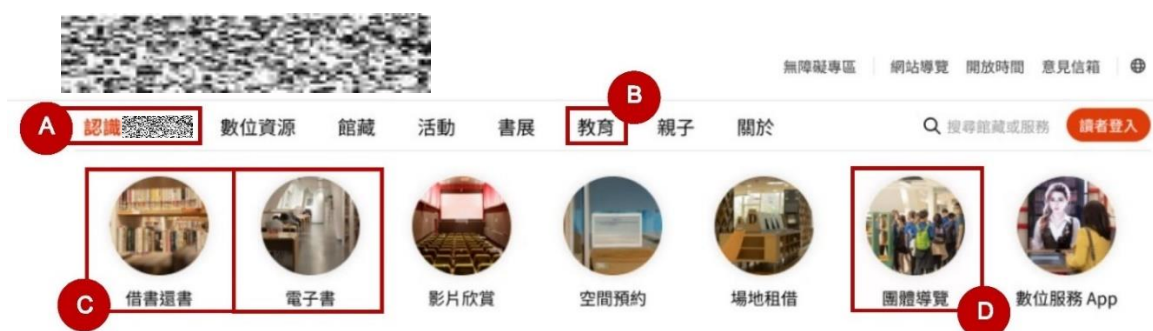 無障礙專區 網站導覽 開放時間 意見信箱
B
A 認識 數位資源 館藏 活動 書展 教育 親子 關於 搜尋館藏或服務 讀者登入
借書還書 電子書 影片欣賞 空間預約 場地租借 團體導覽 數位服務 App
C D